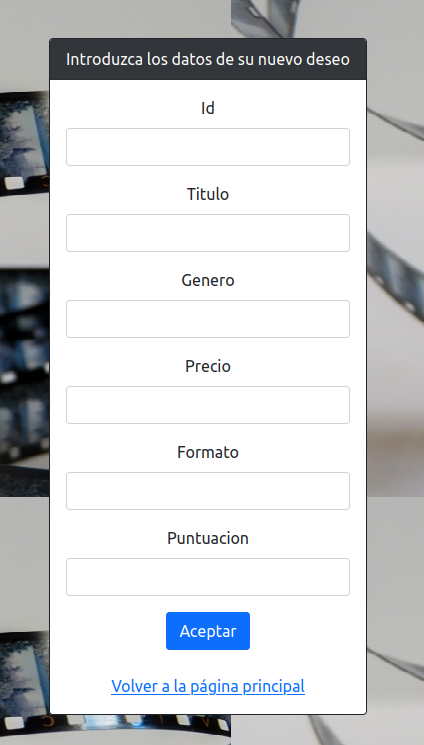 Introduzca los datos de su nuevo deseo
Id
Titulo
Genero
Precio
Formato
Puntuacion
Aceptar
Volver a la página principal